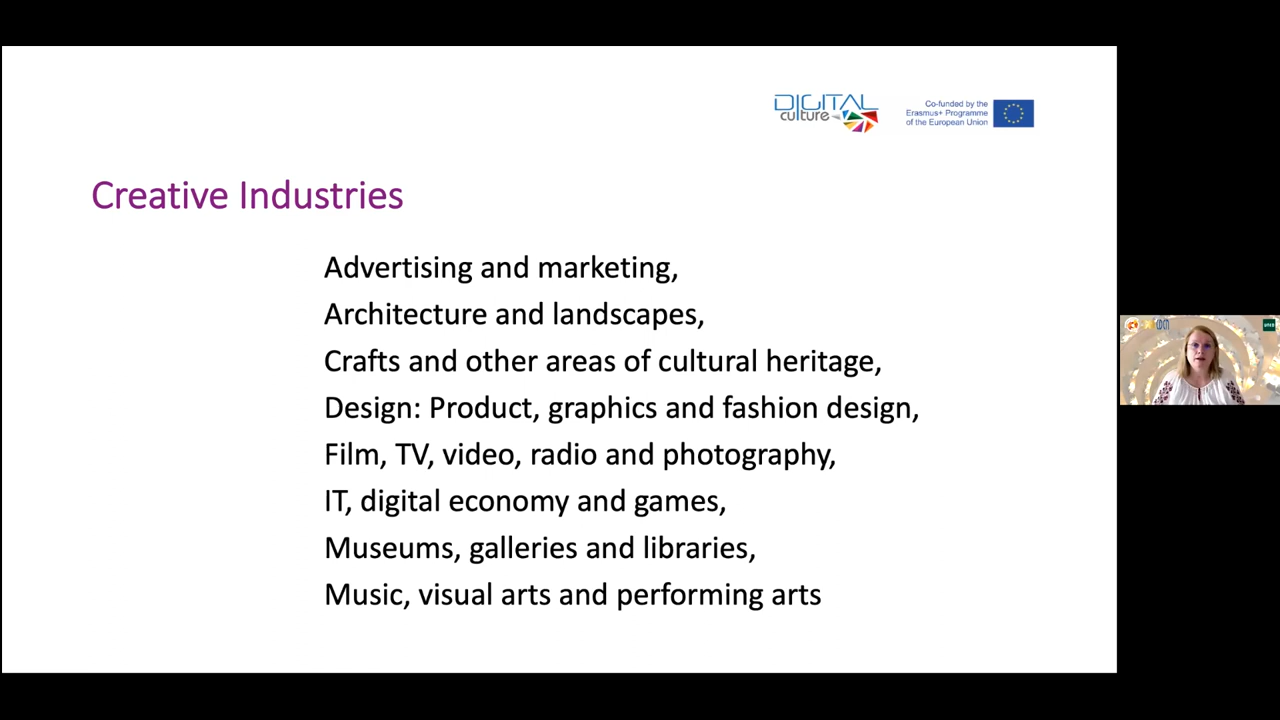 DIGITAL
culture
Co-funded by the
Erasmus+ Programme
of the European Union
Creative Industries
Advertising and marketing,
Architecture and landscapes,
Crafts and other areas of cultural heritage,
Design: Product, graphics and fashion design,
Film, TV, video, radio and photography,
IT, digital economy and games,
Museums, galleries and libraries,
Music, visual arts and performing arts